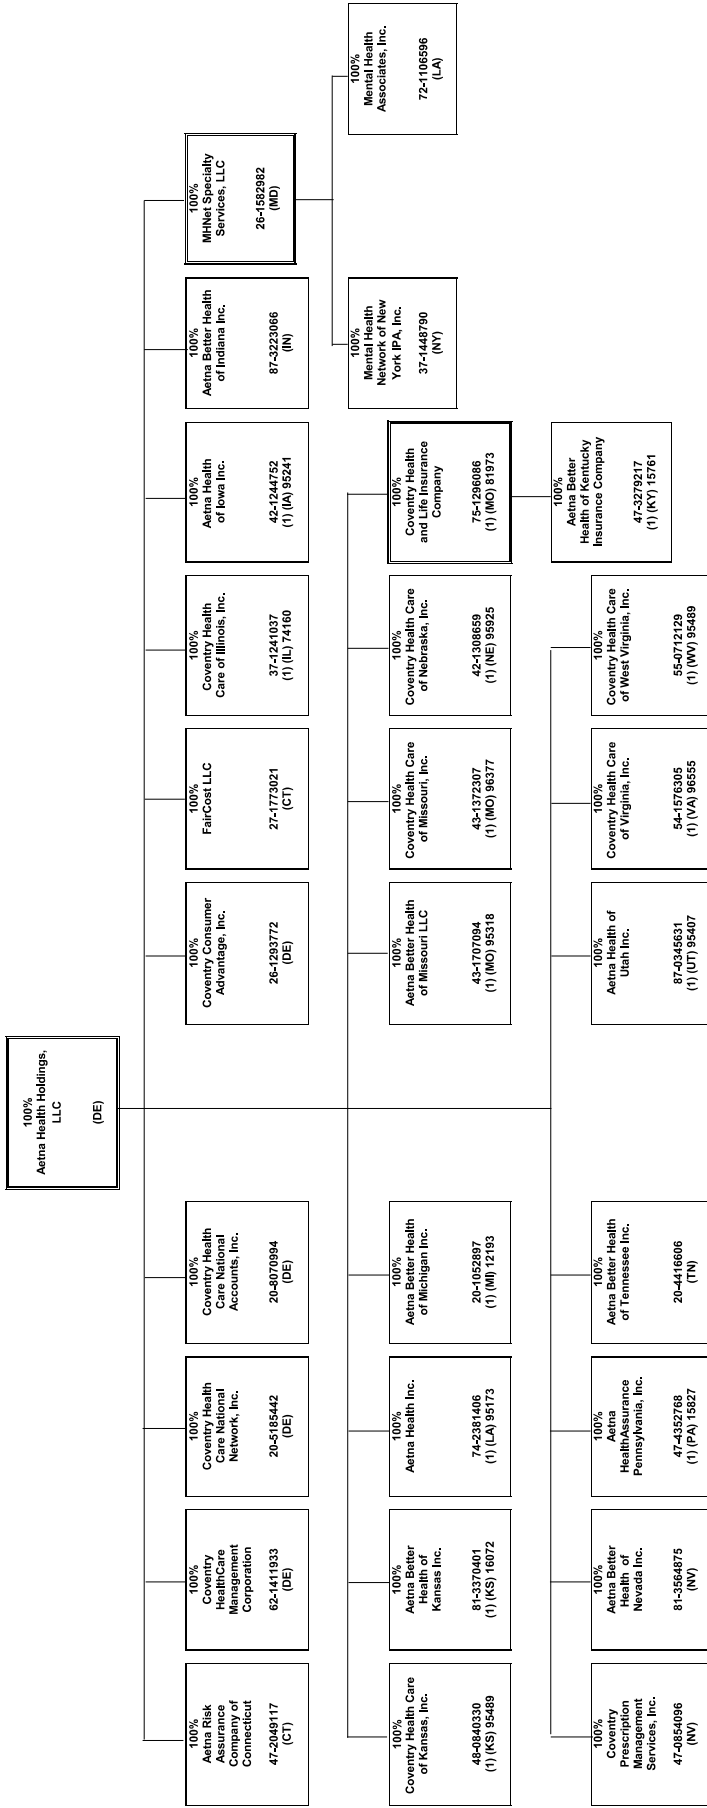 100%
Aetna Health Holdings,
LLC
(DE)
100%
Aetna Risk
Assurance
Company of
Connecticut
47-2049117
(CT)
100%
Coventry
HealthCare
Management
Corporation
62-1411933
(DE)
100%
Coventry Health
Care National
Network, Inc.
20-5185442
(DE)
100%
Coventry Health
Care National
Accounts, Inc.
20-8070994
(DE)
100%
Coventry Consumer
Advantage, Inc.
26-1293772
(DE)
100%
FairCost LLC
27-1773021
(CT)
100%
Coventry Health
Care of Illinois, Inc.
37-1241037
(1) (IL) 74160
100%
Aetna Health
of Iowa Inc.
42-1244752
(1) (IA) 95241
100%
Aetna Better Health
of Indiana Inc.
87-3223066
(IN)
100%
MHNet Specialty
Services, LLC
26-1582982
(MD)
100%
Mental Health
Network of New
York IPA, Inc.
37-1448790
(NY)
100%
Mental Health
Associates, Inc.
72-1106596
(LA)
100%
Coventry Health Care
of Kansas, Inc.
48-0840330
(1) (KS) 95489
100%
Aetna Better
Health of
Kansas Inc.
81-3370401
(1) (KS) 16072
100%
Aetna Health Inc.
74-2381406
(1) (LA) 95173
100%
Aetna Better Health
of Michigan Inc.
20-1052897
(1) (MI) 12193
100%
Aetna Better Health
of Missouri LLC
43-1707094
(1) (MO) 95318
100%
Coventry Health Care
of Missouri, Inc.
43-1372307
(1) (MO) 96377
100%
Coventry Health Care
of Nebraska, Inc.
42-1308659
(1) (NE) 95925
100%
Coventry Health
and Life Insurance
Company
75-1296086
(1) (MO) 81973
100%
Aetna Better
Health of Kentucky
Insurance Company
47-3279217
(1) (KY) 15761
100%
Coventry
Prescription
Management
Services, Inc.
47-0854096
(NV)
100%
Aetna Better
Health of
Nevada Inc.
81-3564875
(NV)
100%
Aetna
HealthAssurance
Pennsylvania, Inc.
47-4352768
(1) (PA) 15827
100%
Aetna Better Health
of Tennessee Inc.
20-4416606
(TN)
100%
Aetna Health of
Utah Inc.
87-0345631
(1) (UT) 95407
100%
Coventry Health Care
of Virginia, Inc.
54-1576305
(1) (VA) 96555
100%
Coventry Health Care
of West Virginia, Inc.
55-0712129
(1) (WV) 95489